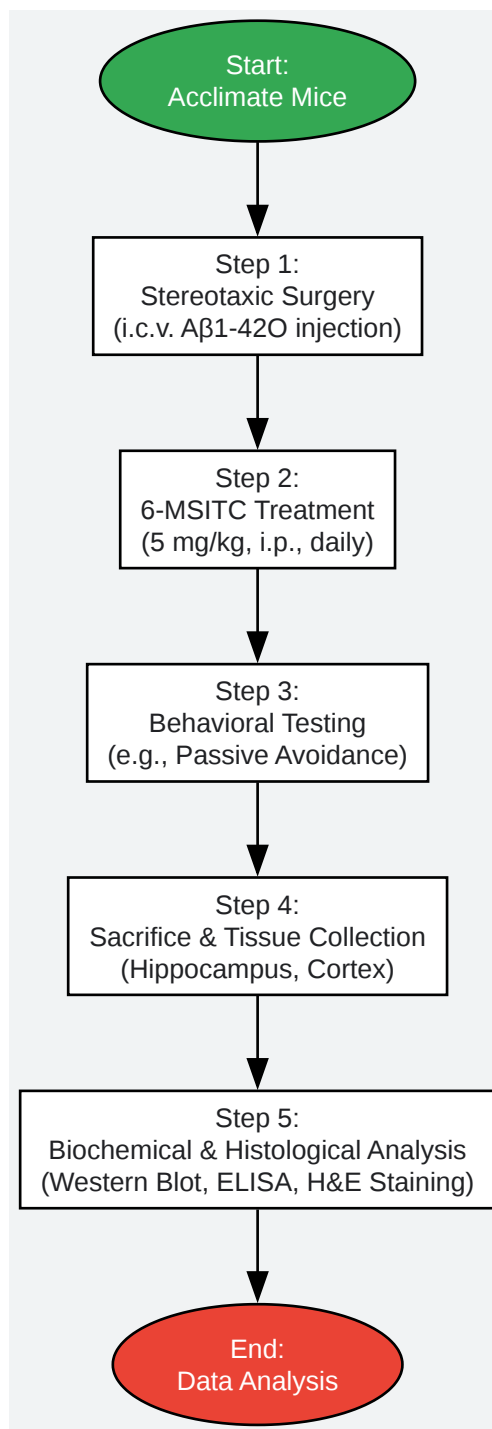 Start:
Acclimate Mice
Step 1:
Stereotaxic Surgery
(i.c.v. Aβ1-42O injection)
Step 2:
6-MSITC Treatment
(5 mg/kg, i.p., daily)
Step 3:
Behavioral Testing
(e.g., Passive Avoidance)
Step 4:
Sacrifice & Tissue Collection
(Hippocampus, Cortex)
Step 5:
Biochemical & Histological Analysis
(Western Blot, ELISA, H&E Staining)
End:
Data Analysis